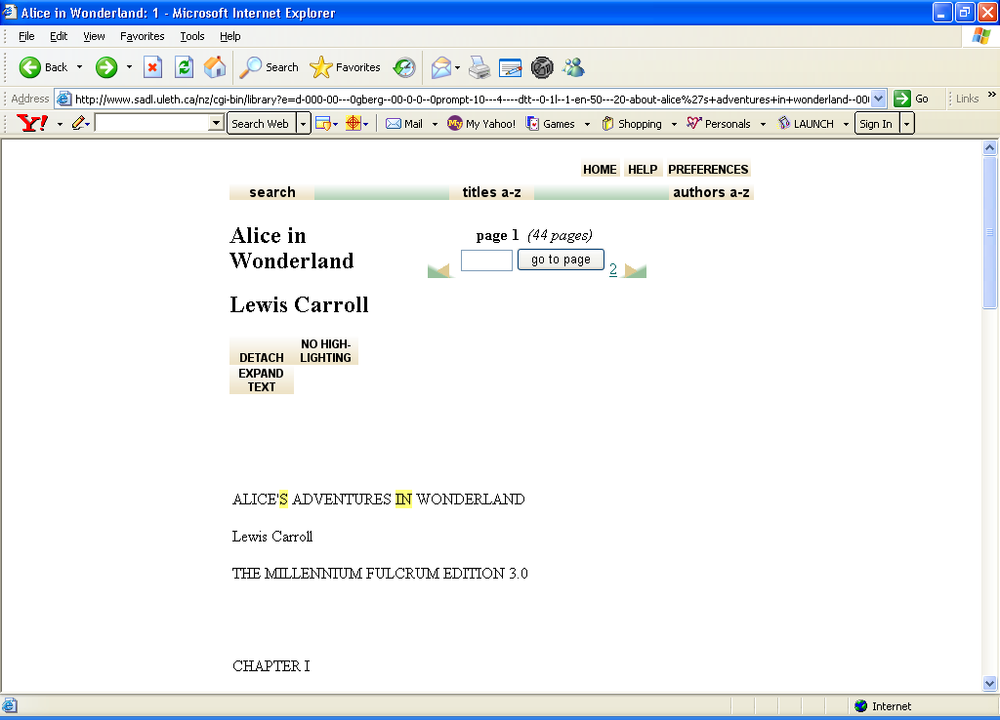 Alice in Wonderland: 1 - Microsoft Internet Explorer
File Edit View Favorites Tools Help
Back Search Favorites
Address http://www.sadl.uleth.ca/nz/cgi-bin/library?e=d-000-00---0gberg--00-0-0--0prompt-10---4----dtt--0-1l--1-en-50---20-about-alice%27s+adventures+in+wonderland--00 Go Links »
Y! Search Web Mail My Yahoo! Games Shopping Personals LAUNCH Sign In
HOME HELP PREFERENCES
search titles a-z authors a-z
Alice in
Wonderland
page 1 (44 pages)
go to page 2
Lewis Carroll
NO HIGH-
DETACH LIGHTING
EXPAND
TEXT
ALICE'S ADVENTURES IN WONDERLAND
Lewis Carroll
THE MILLENNIUM FULCRUM EDITION 3.0
CHAPTER I
Internet